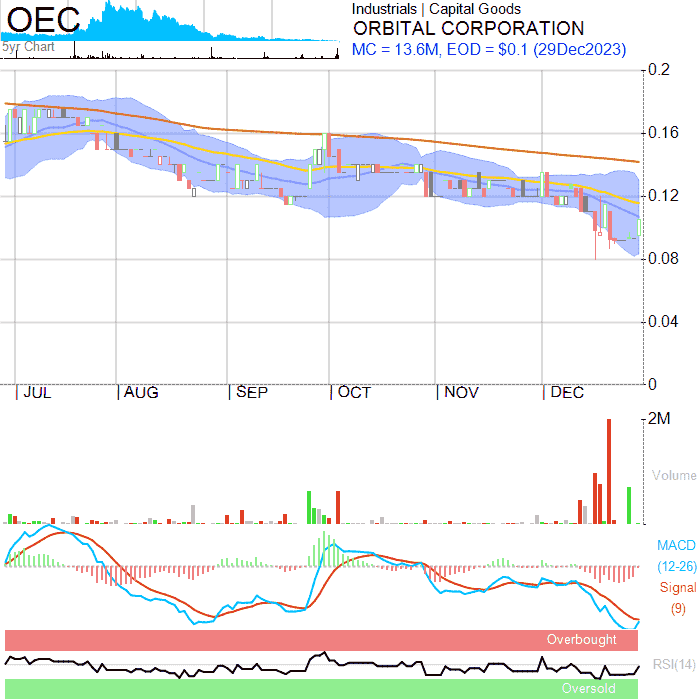 OEC
5yr Chart
Industrials | Capital Goods
ORBITAL CORPORATION
MC = 13.6M, EOD = $0.1 (29Dec2023)
0.2
0.16
0.12
0.08
0.04
0
JUL
AUG
SEP
OCT
NOV
DEC
2M
Volume
MACD
(12-26)
Signal
(9)
Overbought
RSI(14)
Oversold